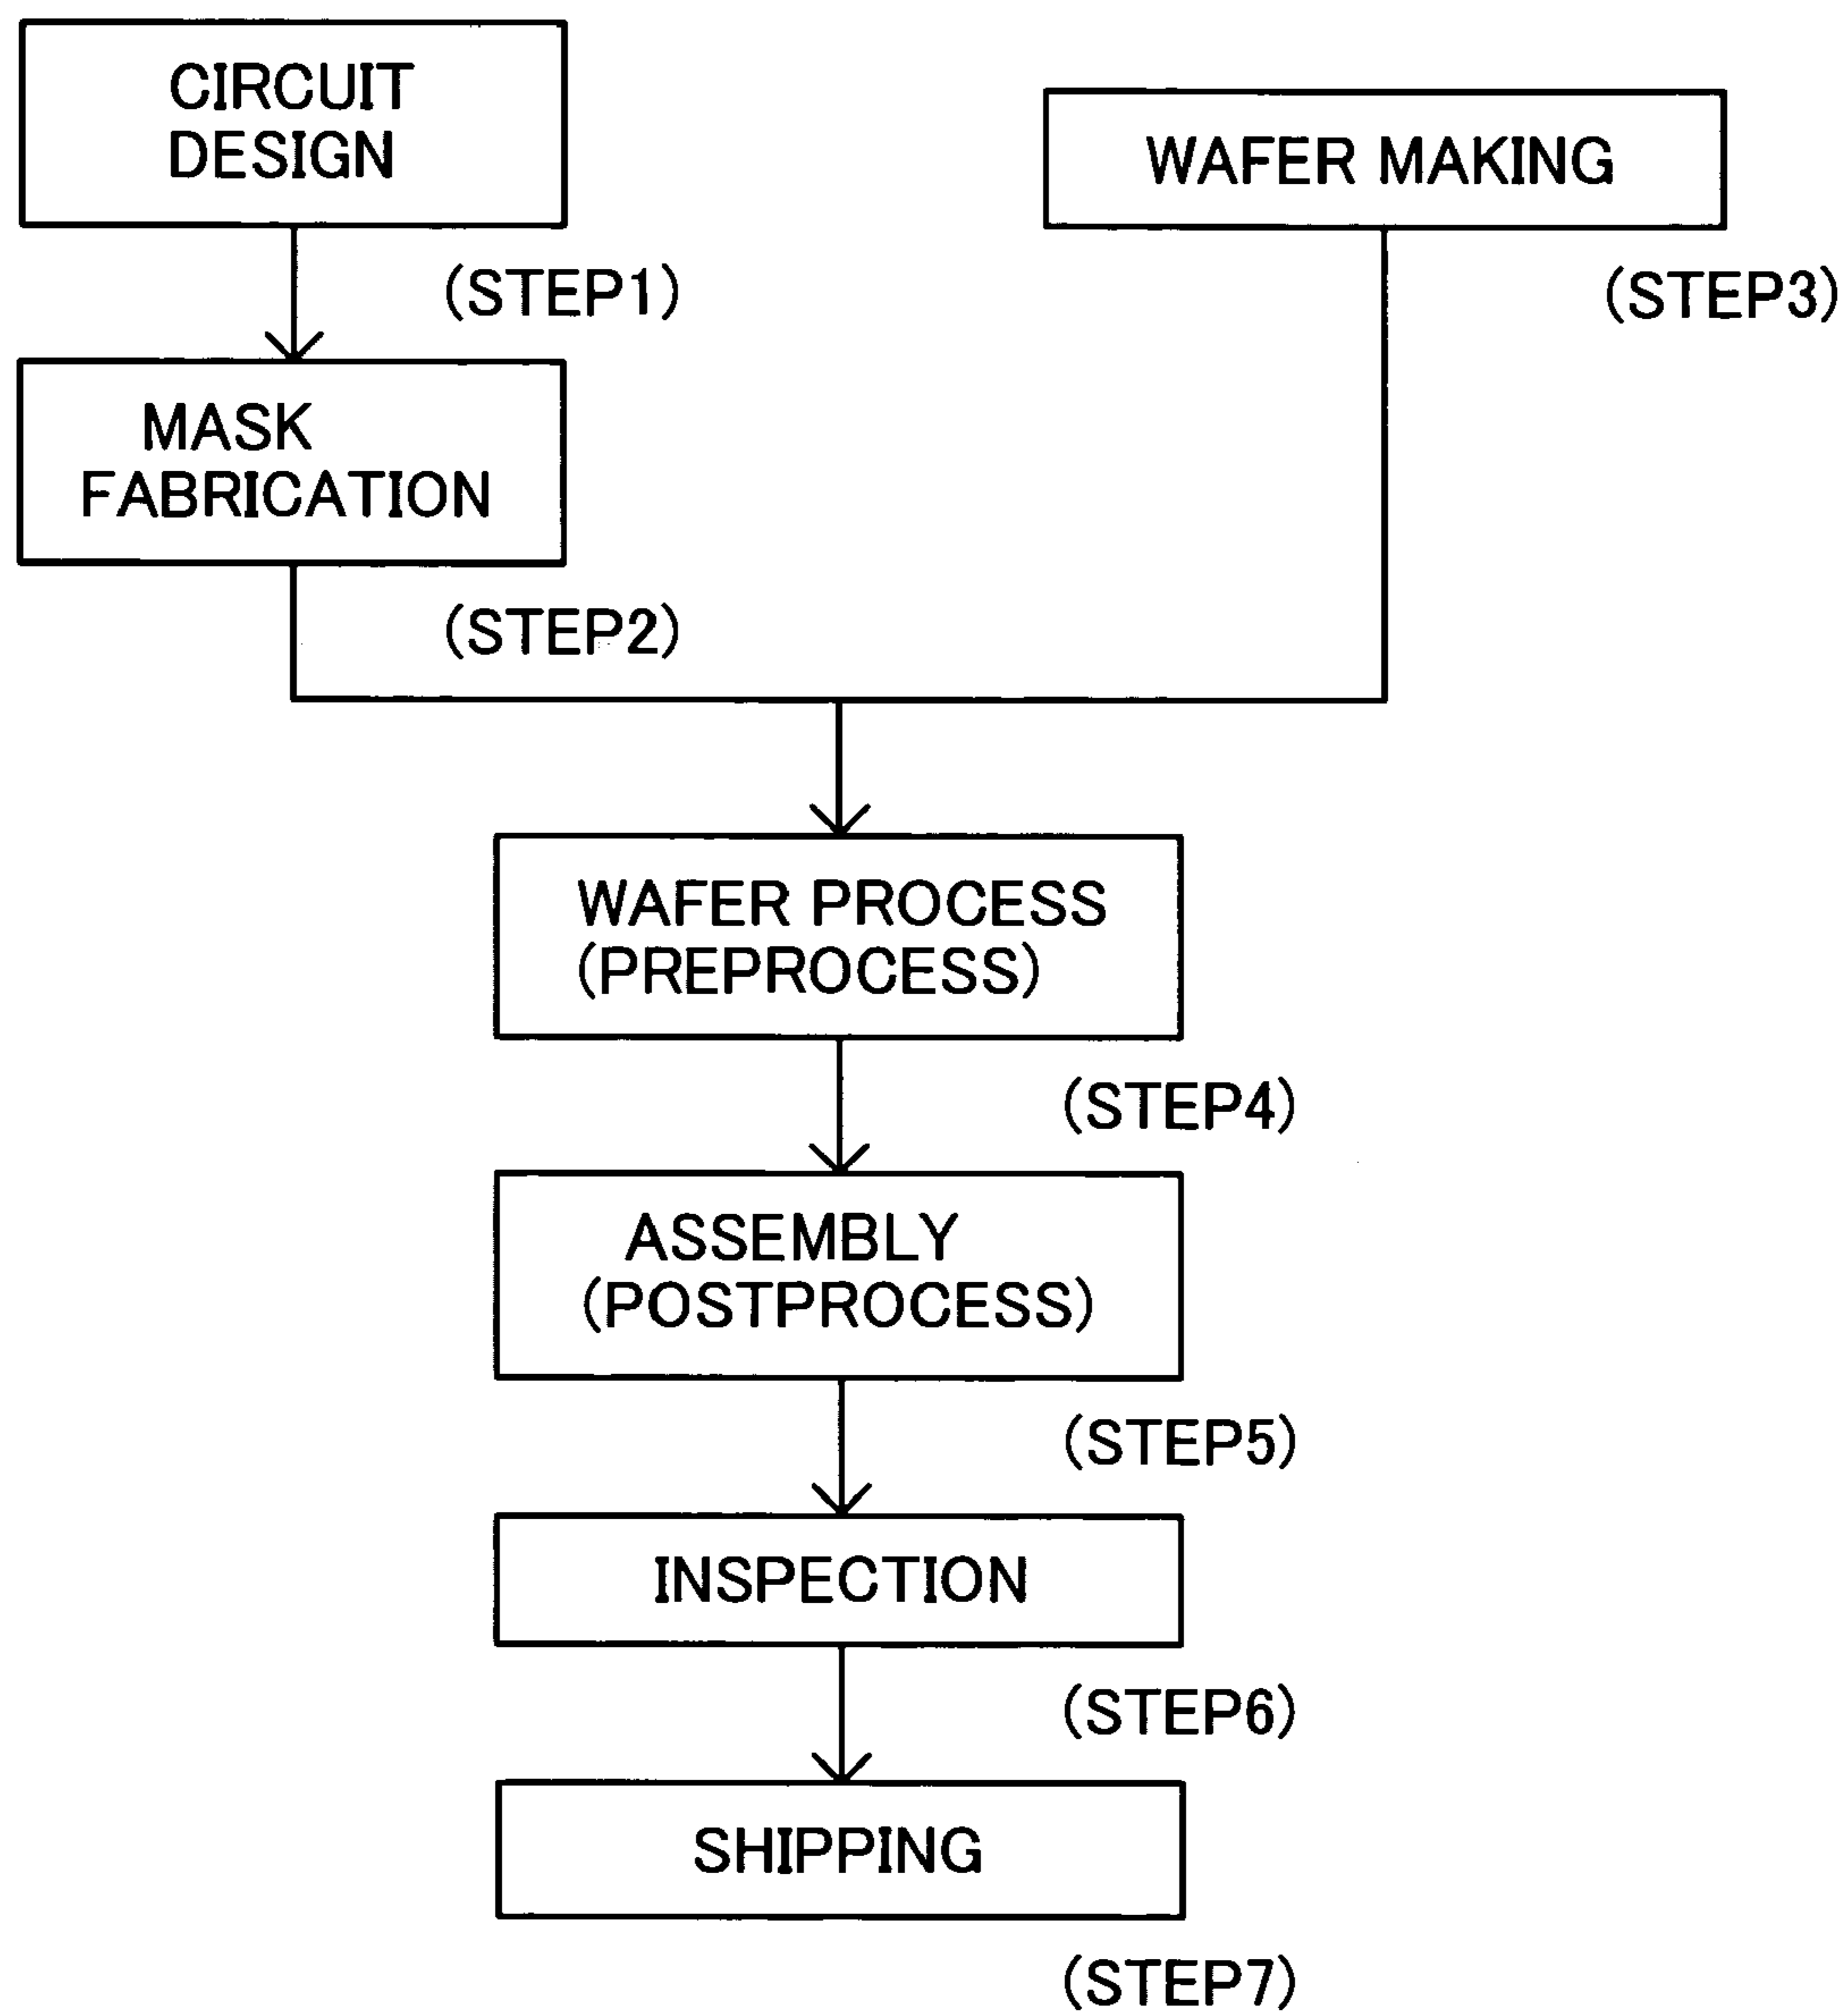 CIRCUIT
DESIGN
(STEP1)
MASK
FABRICATION
(STEP2)
WAFER MAKING
(STEP3)
WAFER PROCESS
(PREPROCESS)
(STEP4)
ASSEMBLY
(POSTPROCESS)
(STEP5)
INSPECTION
(STEP6)
SHIPPING
(STEP7)